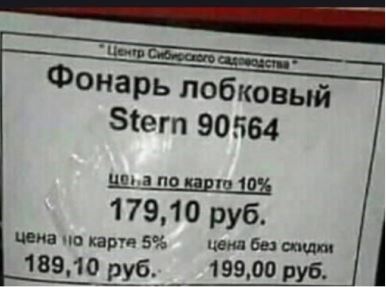 "Центр Сибирского садоводства"
Фонарь лобковый
Stern 90564
цена по карте 10%
179,10 руб.
цена по карте 5% цена без скидки
189,10 руб. 199,00 руб.